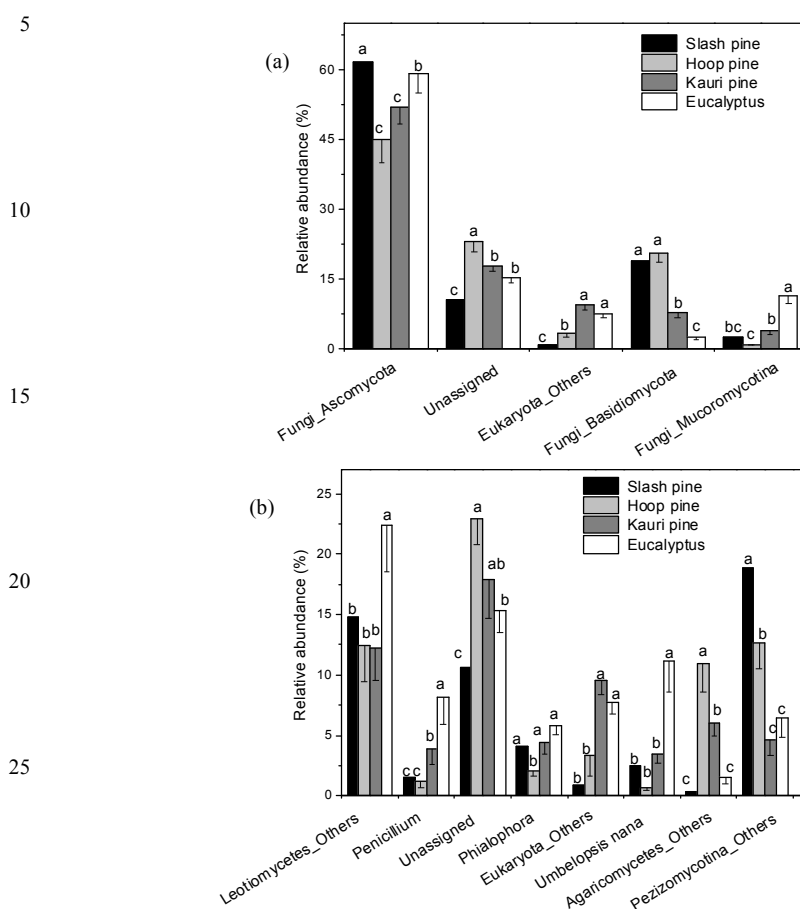 5
(a)
Slash pine
Hoop pine
Kauri pine
Eucalyptus
Relative abundance (%)
60
45
30
15
0
a
c
c
b
c
a
b
b
c
b
a
a
a
a
b
c
bc
c
b
a
Fungi_Ascomycota
Unassigned
Eukaryota_Others
Fungi_Basidiomycota
Fungi_Mucoromycotina
10
15
(b)
Slash pine
Hoop pine
Kauri pine
Eucalyptus
Relative abundance (%)
25
20
15
10
5
0
b
b
b
a
c
c
b
a
c
a
ab
b
a
b
a
a
b
b
a
a
b
b
b
a
c
a
b
c
a
b
c
c
Leotiomycetes_Others
Penicillium
Unassigned
Phialophora
Eukaryota_Others
Umbelopsis nana
Agaricomycetes_Others
Pezizomycotina_Others
20
25